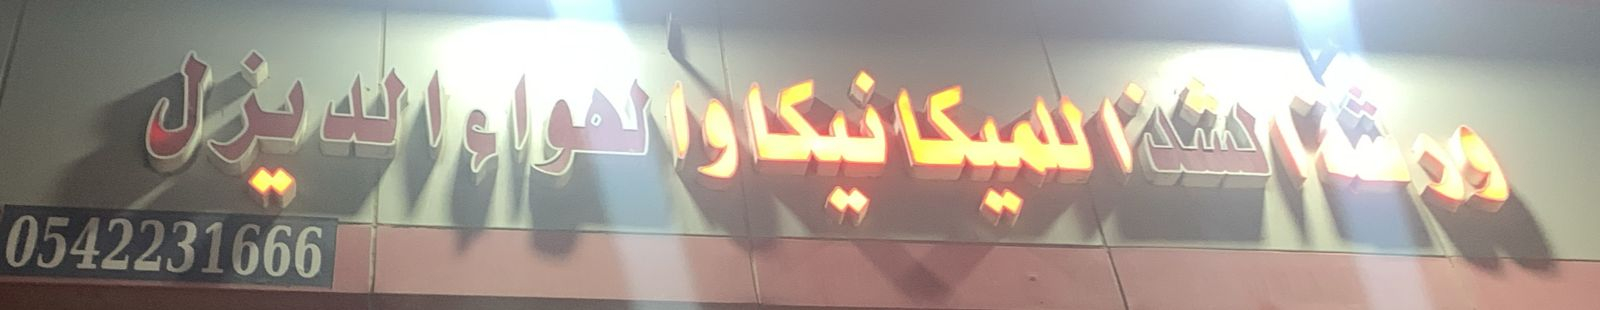 ورشة الشذا للميكانيكا والهواء الديزل
0542231666